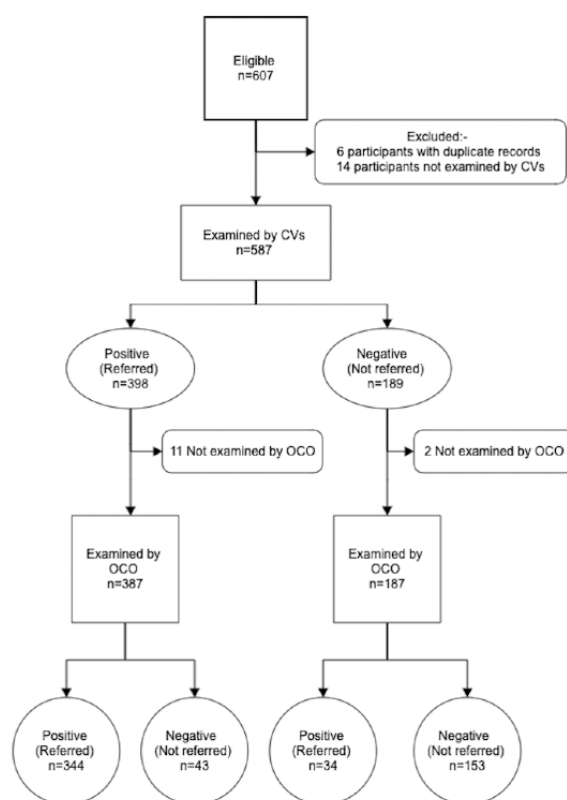 Eligible
n=607
Excluded:-
6 participants with duplicate records
14 participants not examined by CVs
Examined by CVs
n=587
Positive
(Referred)
n=398
Negative
(Not referred)
n=189
11 Not examined by OCO
2 Not examined by OCO
Examined by
OCO
n=387
Examined by
OCO
n=187
Positive
(Referred)
n=344
Negative
(Not referred)
n=43
Positive
(Referred)
n=34
Negative
(Not referred)
n=153